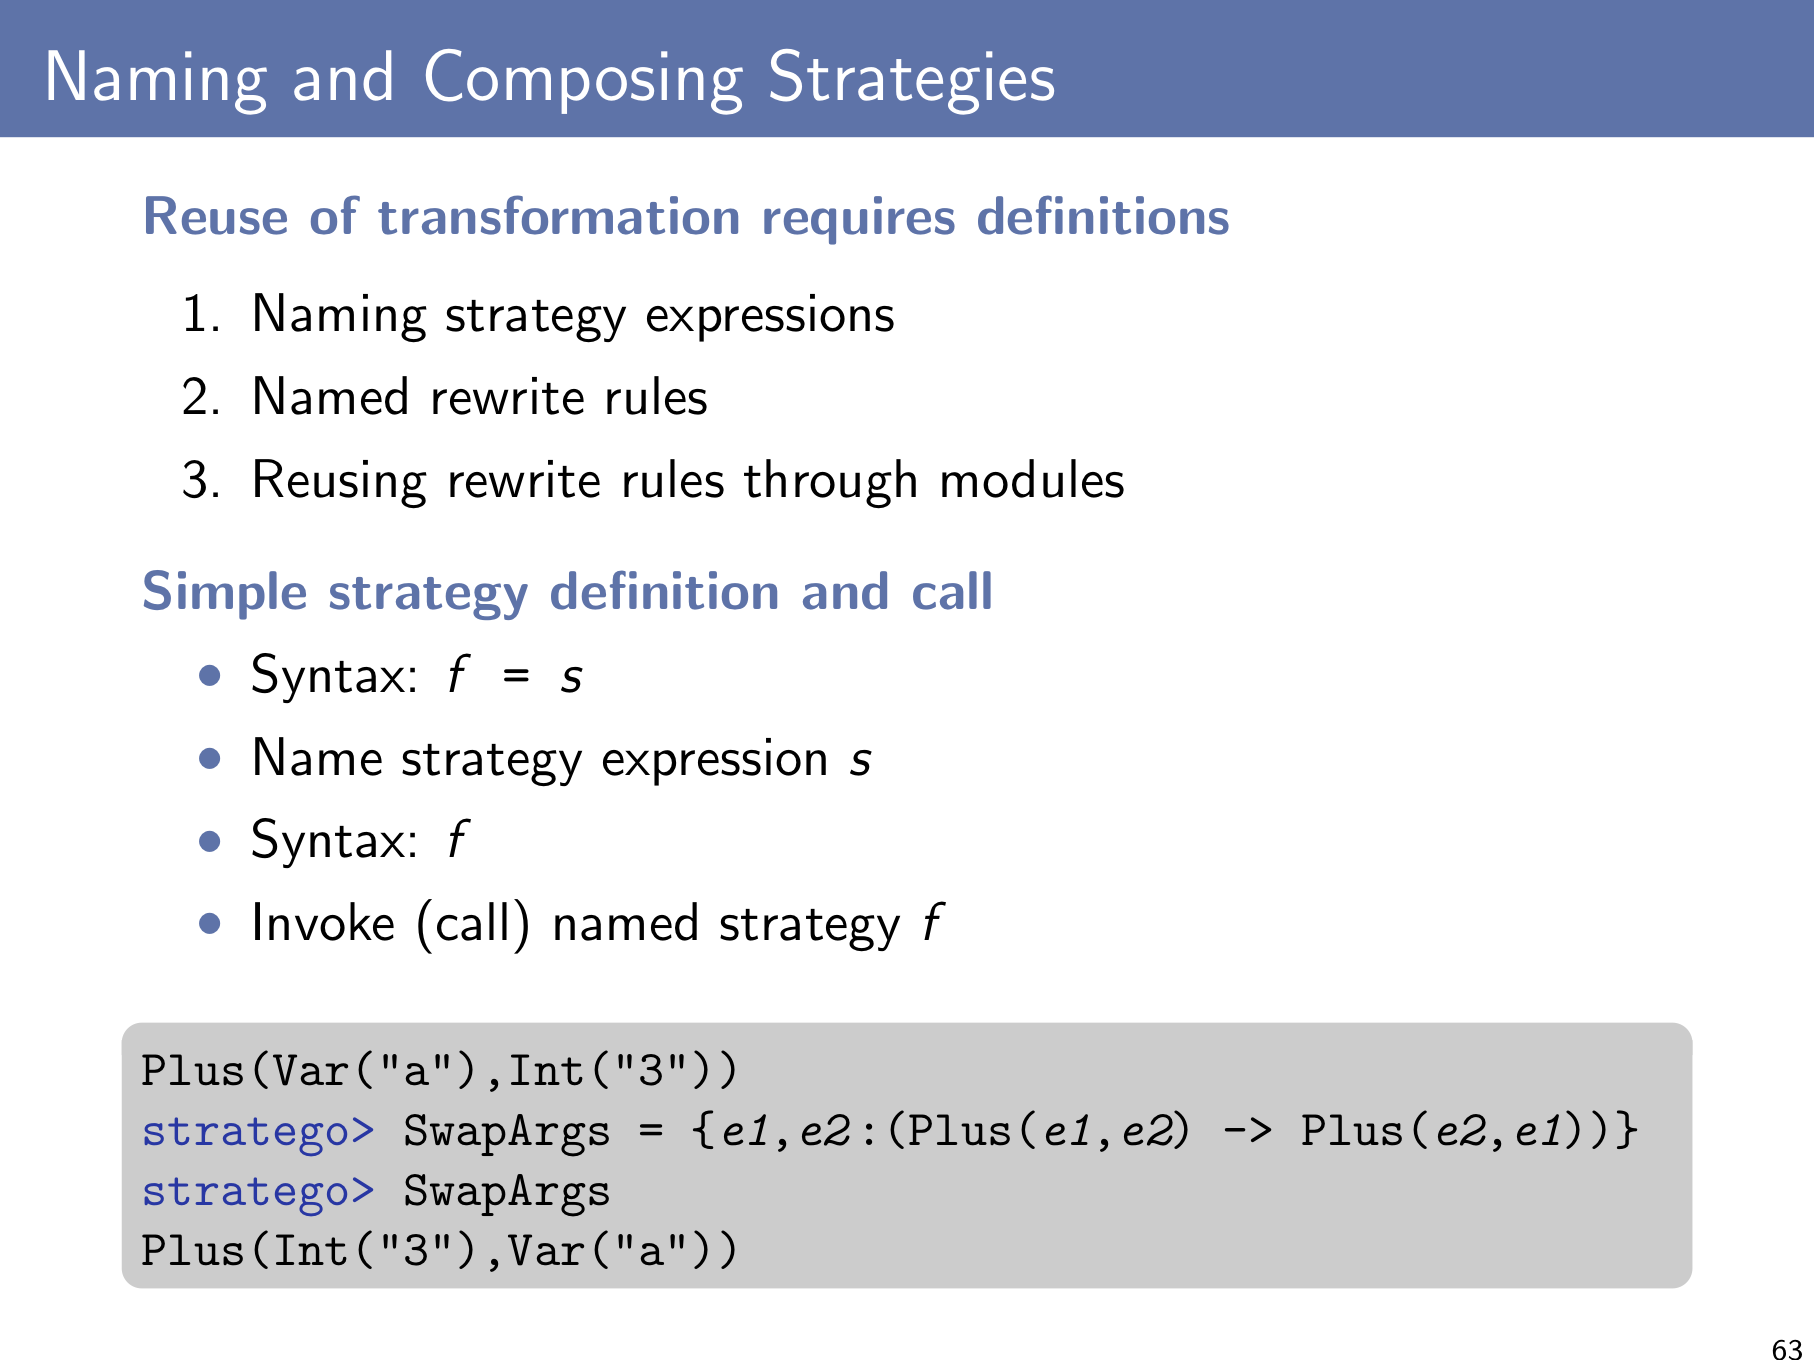 Naming and Composing Strategies
Reuse of transformation requires definitions
1. Naming strategy expressions
2. Named rewrite rules
3. Reusing rewrite rules through modules
Simple strategy definition and call
• Syntax: f = s
• Name strategy expression s
• Syntax: f
• Invoke (call) named strategy f
Plus(Var("a"),Int("3"))
stratego> SwapArgs = {e1,e2:(Plus(e1,e2) -> Plus(e2,e1))}
stratego> SwapArgs
Plus(Int("3"),Var("a"))
63